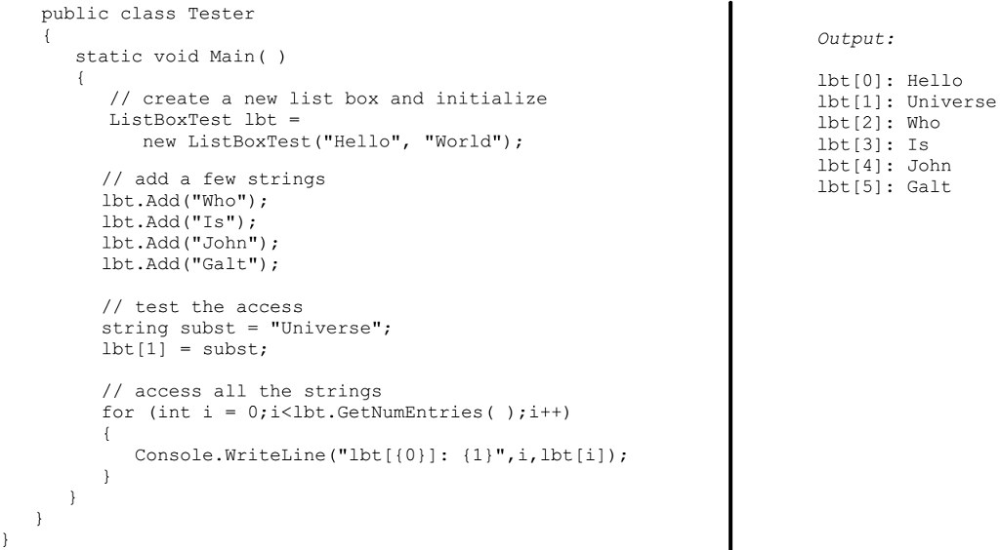 public class Tester
{
static void Main( )
{
// create a new list box and initialize
ListBoxTest lbt =
new ListBoxTest("Hello", "World");
// add a few strings
lbt.Add("Who");
lbt.Add("Is");
lbt.Add("John");
lbt.Add("Galt");
// test the access
string subst = "Universe";
lbt[1] = subst;
// access all the strings
for (int i = 0;i<lbt.GetNumEntries( );i++)
{
Console.WriteLine("lbt[{0}]: {1}",i,lbt[i]);
}
}
}
}
Output:
lbt[0]: Hello
lbt[1]: Universe
lbt[2]: Who
lbt[3]: Is
lbt[4]: John
lbt[5]: Galt